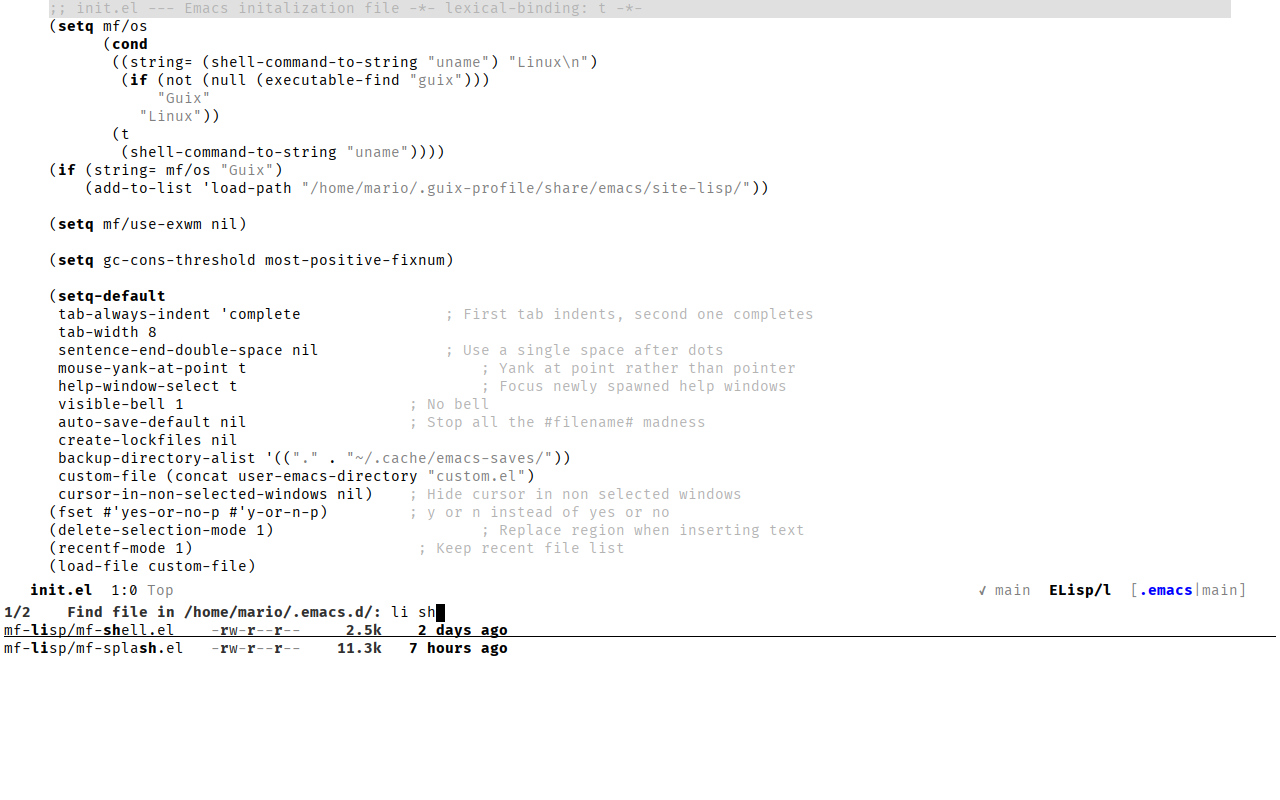 ;; init.el --- Emacs initalization file -*- lexical-binding: t -*-
(setq mf/os
      (cond
       ((string= (shell-command-to-string "uname") "Linux\n")
        (if (not (null (executable-find "guix")))
            "Guix"
          "Linux"))
       (t
        (shell-command-to-string "uname"))))
(if (string= mf/os "Guix")
    (add-to-list 'load-path "/home/mario/.guix-profile/share/emacs/site-lisp/"))

(setq mf/use-exwm nil)

(setq gc-cons-threshold most-positive-fixnum)

(setq-default
 tab-always-indent 'complete                ; First tab indents, second one completes
 tab-width 8
 sentence-end-double-space nil              ; Use a single space after dots
 mouse-yank-at-point t                          ; Yank at point rather than pointer
 help-window-select t                           ; Focus newly spawned help windows
 visible-bell 1                         ; No bell
 auto-save-default nil                  ; Stop all the #filename# madness
 create-lockfiles nil
 backup-directory-alist '(("." . "~/.cache/emacs-saves/"))
 custom-file (concat user-emacs-directory "custom.el")
 cursor-in-non-selected-windows nil)    ; Hide cursor in non selected windows
(fset #'yes-or-no-p #'y-or-n-p)         ; y or n instead of yes or no
(delete-selection-mode 1)                       ; Replace region when inserting text
(recentf-mode 1)                         ; Keep recent file list
(load-file custom-file)
init.el  1:0 Top ✓ main  ELisp/l  [.emacs|main]
1/2    Find file in /home/mario/.emacs.d/: li sh
mf-lisp/mf-shell.el    -rw-r--r--     2.5k    2 days ago
mf-lisp/mf-splash.el   -rw-r--r--    11.3k   7 hours ago